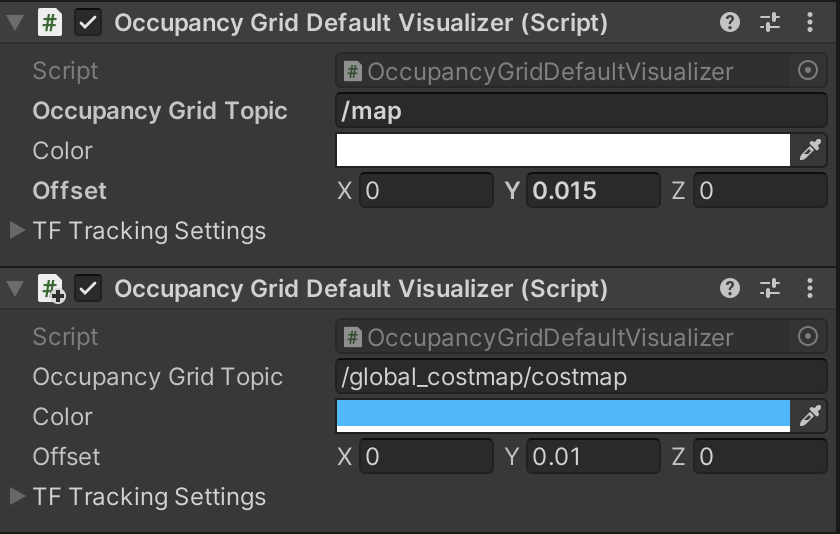 Occupancy Grid Default Visualizer (Script)
Script OccupancyGridDefaultVisualizer
Occupancy Grid Topic /map
Color
Offset X 0 Y 0.015 Z 0
TF Tracking Settings
Occupancy Grid Default Visualizer (Script)
Script OccupancyGridDefaultVisualizer
Occupancy Grid Topic /global_costmap/costmap
Color
Offset X 0 Y 0.01 Z 0
TF Tracking Settings